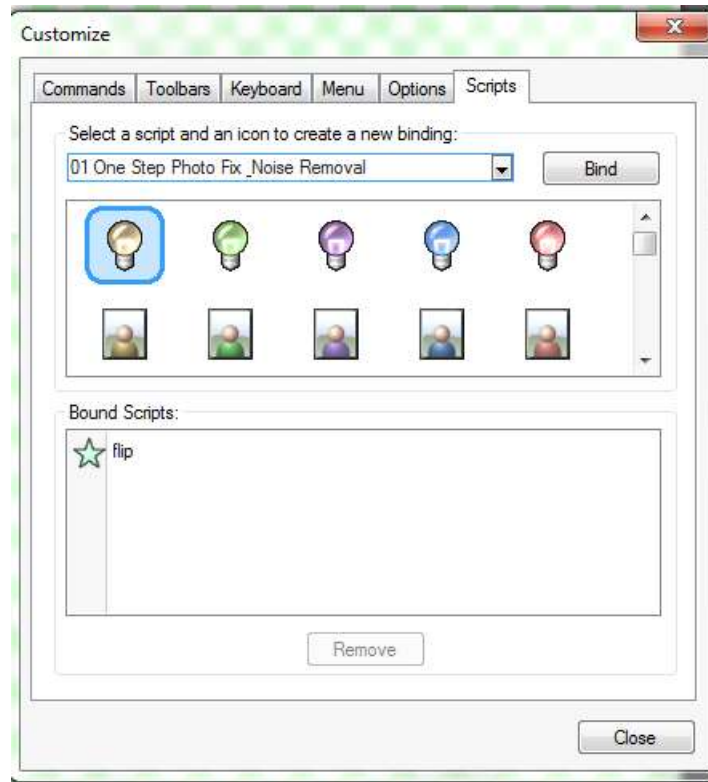 Customize
Commands Toolbars Keyboard Menu Options Scripts
Select a script and an icon to create a new binding:
01 One Step Photo Fix _Noise Removal
Bind
Bound Scripts:
flip
Remove
Close